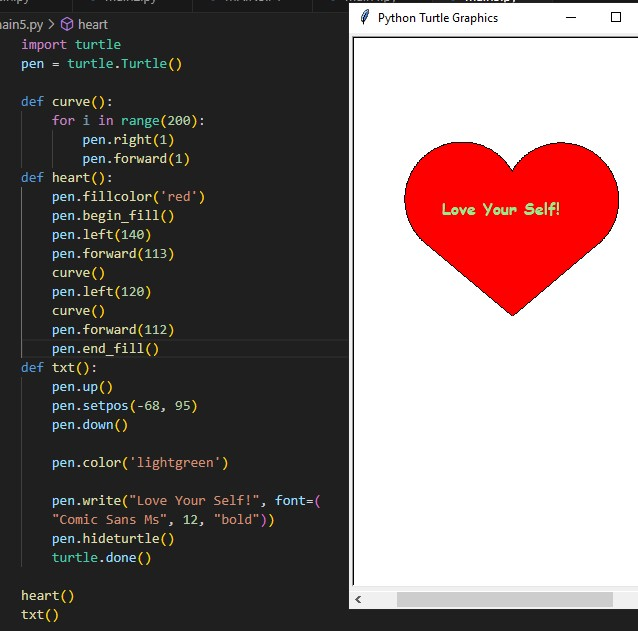 main5.py > heart
import turtle
pen = turtle.Turtle()
def curve():
for i in range(200):
pen.right(1)
pen.forward(1)
def heart():
pen.fillcolor('red')
pen.begin_fill()
pen.left(140)
pen.forward(113)
curve()
pen.left(120)
curve()
pen.forward(112)
pen.end_fill()
def txt():
pen.up()
pen.setpos(-68, 95)
pen.down()
pen.color('lightgreen')
pen.write("Love Your Self!", font=(
"Comic Sans Ms", 12, "bold"))
pen.hideturtle()
turtle.done()
heart()
txt()
Python Turtle Graphics
Love Your Self!